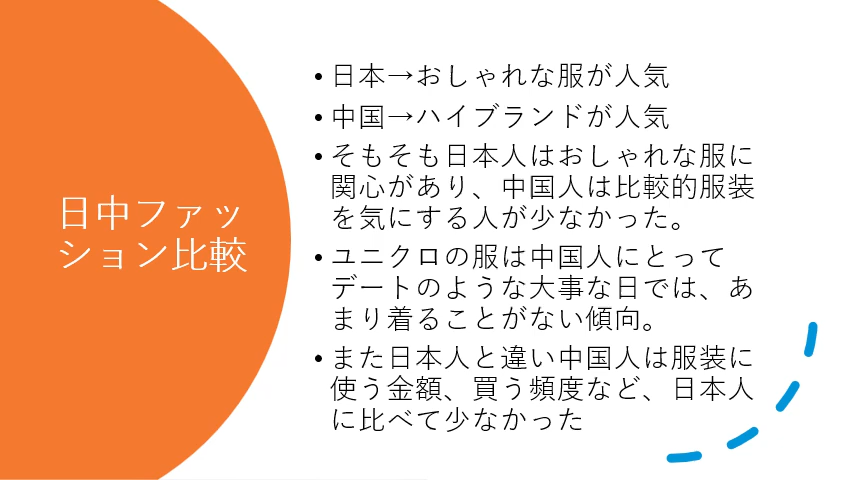 日中ファッ
ション比較
• 日本→おしゃれな服が人気
• 中国→ハイブランドが人気
• そもそも日本人はおしゃれな服に
関心があり、中国人は比較的服装
を気にする人が少なかった。
• ユニクロの服は中国人にとって
デートのような大事な日では、あ
まり着ることがない傾向。
• また日本人と違い中国人は服装に
使う金額、買う頻度など、日本人
に比べて少なかった